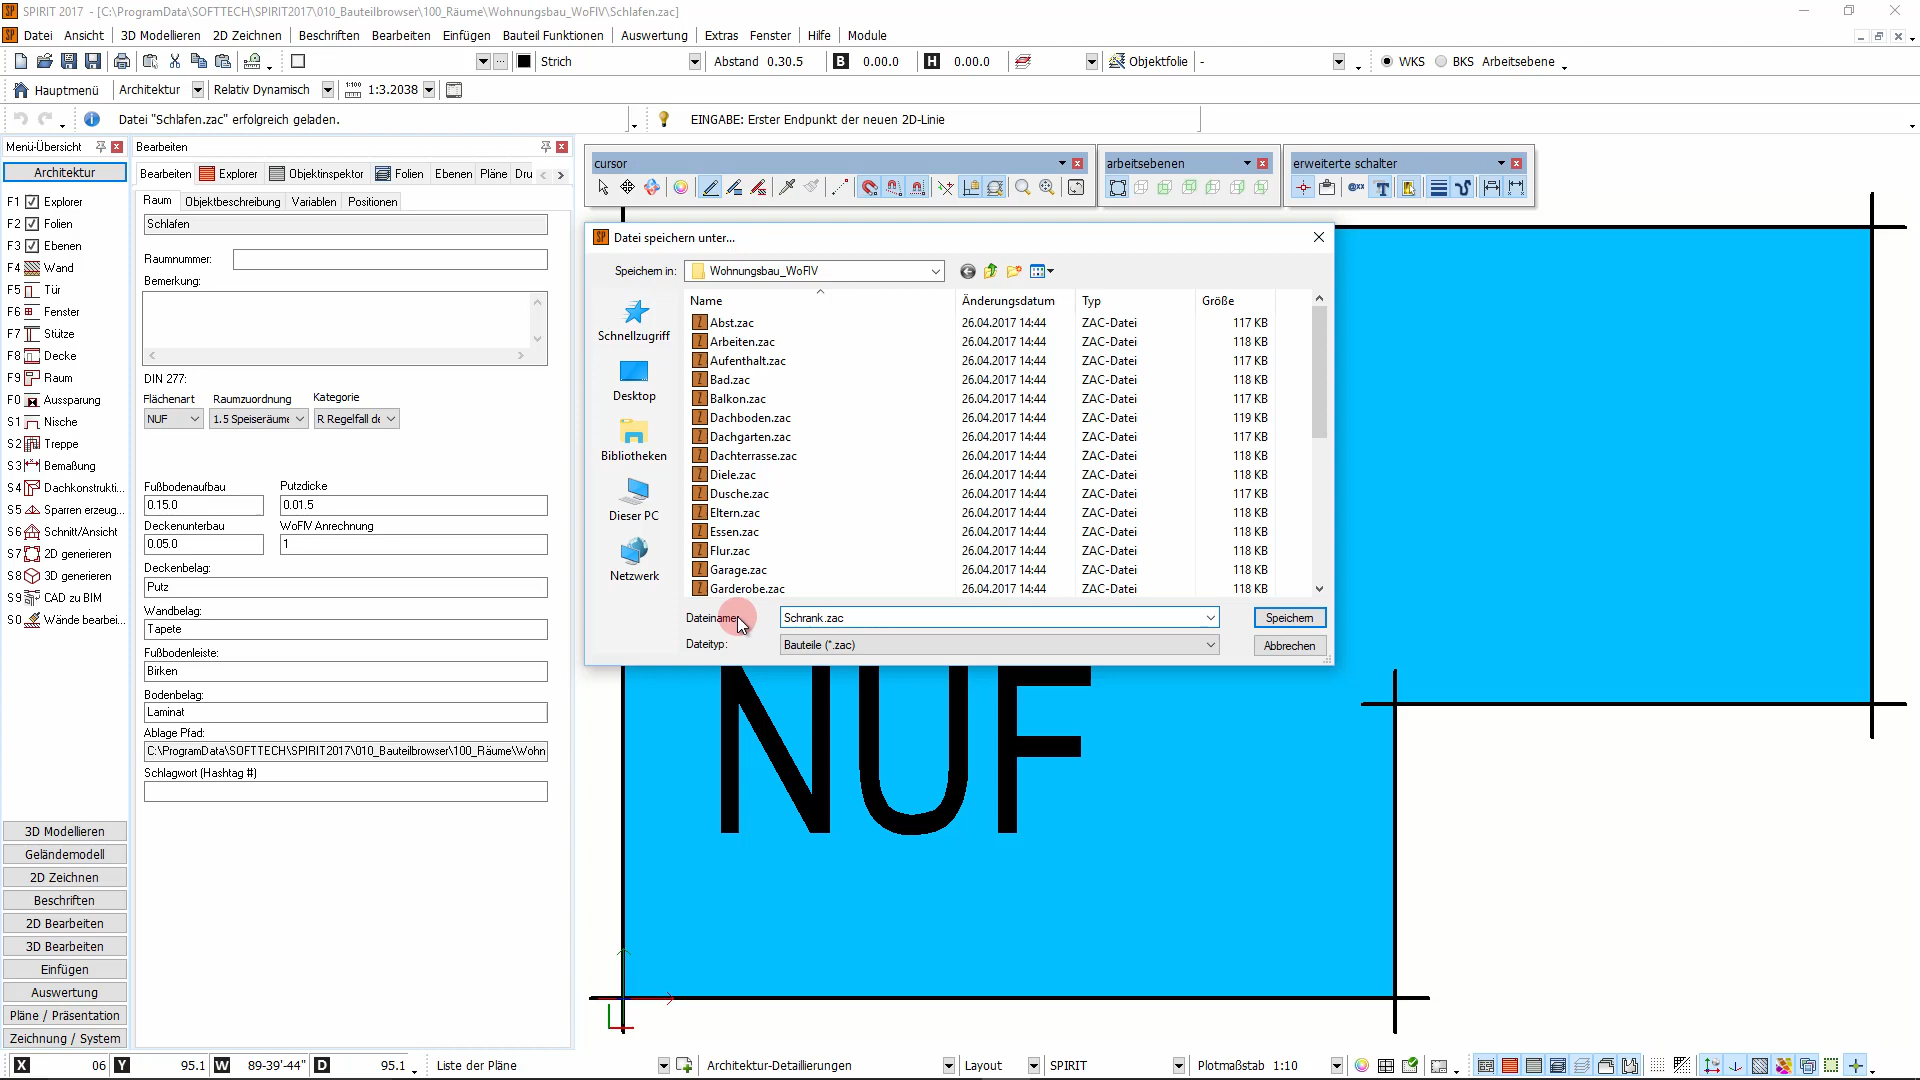 SPIRIT 2017 - [C:\ProgramData\SOFTTECH\SPIRIT2017\010_Bauteilbrowser\100_Räume\Wohnungsbau_WoFlV\Schlafen.zac]
Datei Ansicht 3D Modellieren 2D Zeichnen Beschriften Bearbeiten Einfügen Bauteil Funktionen Auswertung Extras Fenster Hilfe Module
Strich Abstand 0.30.5 B 0.00.0 H 0.00.0 Objektfolie - WKS BKS Arbeitsebene
Hauptmenü Architektur Relativ Dynamisch 1:3.2038
Datei "Schlafen.zac" erfolgreich geladen. EINGABE: Erster Endpunkt der neuen 2D-Linie
Menü-Übersicht
Architektur
F1 Explorer
F2 Folien
F3 Ebenen
F4 Wand
F5 Tür
F6 Fenster
F7 Stütze
F8 Decke
F9 Raum
F0 Aussparung
S1 Nische
S2 Treppe
S3 Bemaßung
S4 Dachkonstrukti...
S5 Sparren erzeug...
S6 Schnitt/Ansicht
S7 2D generieren
S8 3D generieren
S9 CAD zu BIM
S0 Wände bearbei...
3D Modellieren
Geländemodell
2D Zeichnen
Beschriften
2D Bearbeiten
3D Bearbeiten
Einfügen
Auswertung
Pläne / Präsentation
Zeichnung / System
Bearbeiten
Bearbeiten Explorer Objektinspektor Folien Ebenen Pläne Dru
Raum Objektbeschreibung Variablen Positionen
Schlafen
Raumnummer:
Bemerkung:
DIN 277:
Flächenart Raumzuordnung Kategorie
NUF 1.5 Speiseräume R Regelfall de
Fußbodenaufbau Putzdicke
0.15.0 0.01.5
Deckenunterbau WoFlV Anrechnung
0.05.0 1
Deckenbelag:
Putz
Wandbelag:
Tapete
Fußbodenleiste:
Birken
Bodenbelag:
Laminat
Ablage Pfad:
C:\ProgramData\SOFTTECH\SPIRIT2017\010_Bauteilbrowser\100_Räume\Wohn
Schlagwort (Hashtag #)
cursor arbeitsebenen erweiterte schalter
Datei speichern unter...
Speichern in: Wohnungsbau_WoFlV
Schnellzugriff
Desktop
Bibliotheken
Dieser PC
Netzwerk
Name Änderungsdatum Typ Größe
Abst.zac 26.04.2017 14:44 ZAC-Datei 117 KB
Arbeiten.zac 26.04.2017 14:44 ZAC-Datei 118 KB
Aufenthalt.zac 26.04.2017 14:44 ZAC-Datei 117 KB
Bad.zac 26.04.2017 14:44 ZAC-Datei 118 KB
Balkon.zac 26.04.2017 14:44 ZAC-Datei 117 KB
Dachboden.zac 26.04.2017 14:44 ZAC-Datei 119 KB
Dachgarten.zac 26.04.2017 14:44 ZAC-Datei 117 KB
Dachterrasse.zac 26.04.2017 14:44 ZAC-Datei 118 KB
Diele.zac 26.04.2017 14:44 ZAC-Datei 118 KB
Dusche.zac 26.04.2017 14:44 ZAC-Datei 117 KB
Eltern.zac 26.04.2017 14:44 ZAC-Datei 118 KB
Essen.zac 26.04.2017 14:44 ZAC-Datei 118 KB
Flur.zac 26.04.2017 14:44 ZAC-Datei 118 KB
Garage.zac 26.04.2017 14:44 ZAC-Datei 118 KB
Garderobe.zac 26.04.2017 14:44 ZAC-Datei 118 KB
Dateiname: Schrank.zac Speichern
Dateityp: Bauteile (*.zac) Abbrechen
NUF
X 06 Y 95.1 W 89-39'-44" D 95.1 Liste der Pläne Architektur-Detaillierungen Layout SPIRIT Plotmaßstab 1:10